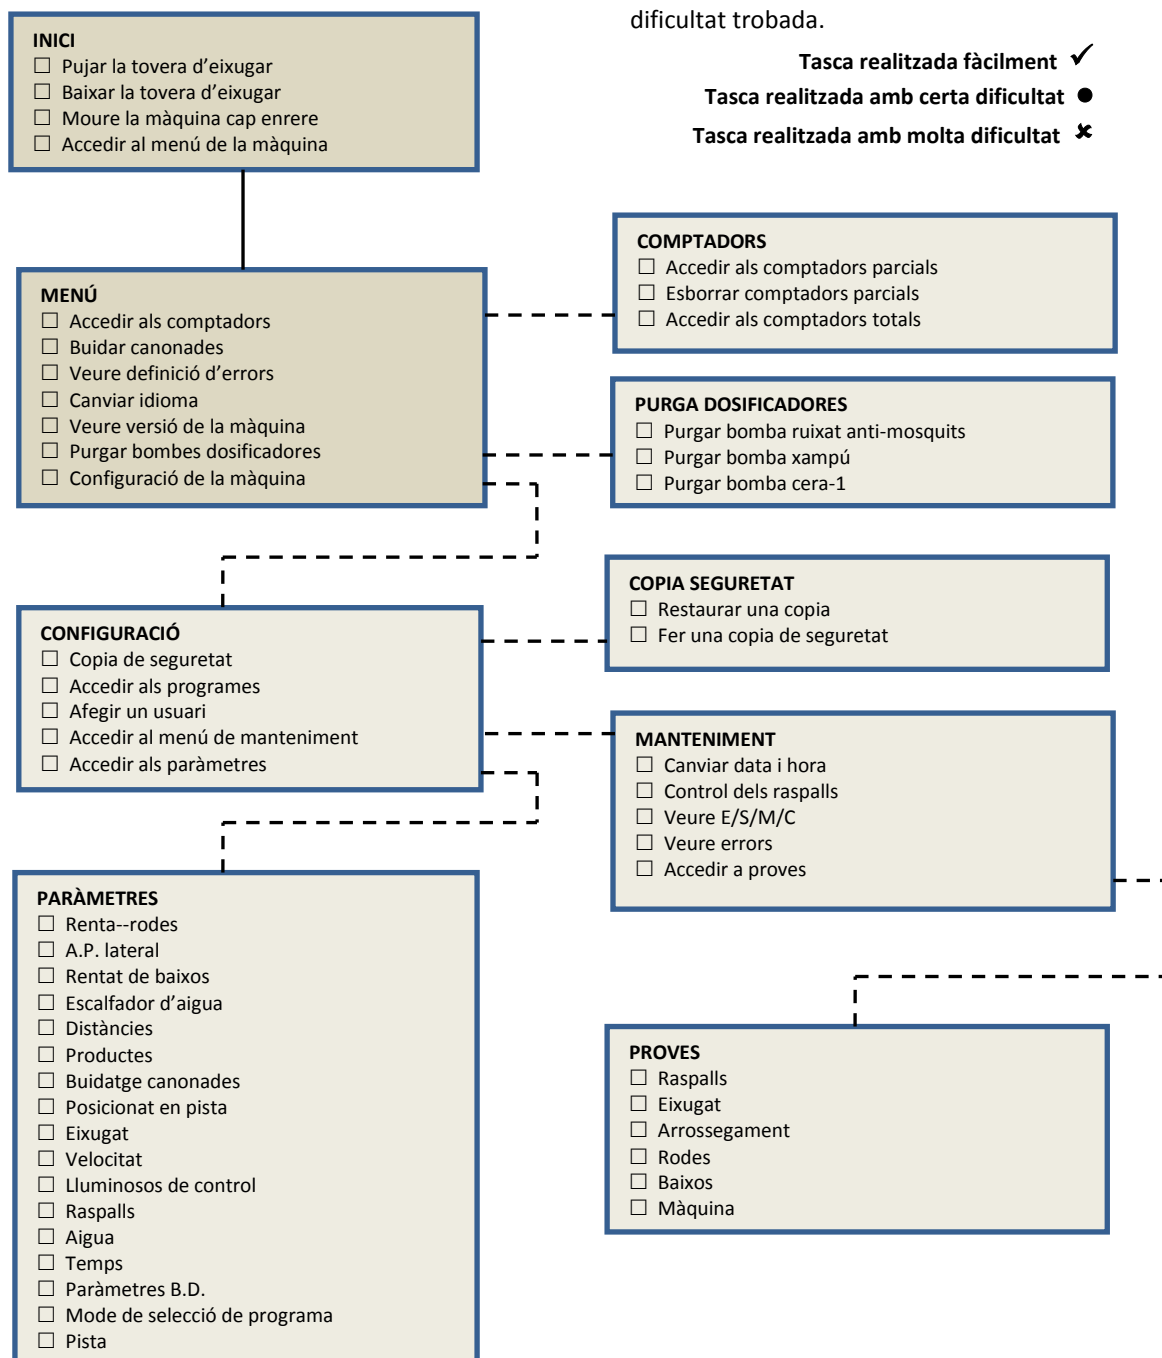 dificultat trobada.
Tasca realitzada fàcilment ✓
Tasca realitzada amb certa dificultat ●
Tasca realitzada amb molta dificultat ✘
INICI
☐ Pujar la tovera d’eixugar
☐ Baixar la tovera d’eixugar
☐ Moure la màquina cap enrere
☐ Accedir al menú de la màquina
MENÚ
☐ Accedir als comptadors
☐ Buidar canonades
☐ Veure definició d’errors
☐ Canviar idioma
☐ Veure versió de la màquina
☐ Purgar bombes dosificadores
☐ Configuració de la màquina
COMPTADORS
☐ Accedir als comptadors parcials
☐ Esborrar comptadors parcials
☐ Accedir als comptadors totals
PURGA DOSIFICADORES
☐ Purgar bomba ruixat anti-mosquits
☐ Purgar bomba xampú
☐ Purgar bomba cera-1
CONFIGURACIÓ
☐ Copia de seguretat
☐ Accedir als programes
☐ Afegir un usuari
☐ Accedir al menú de manteniment
☐ Accedir als paràmetres
COPIA SEGURETAT
☐ Restaurar una copia
☐ Fer una copia de seguretat
MANTENIMENT
☐ Canviar data i hora
☐ Control dels raspalls
☐ Veure E/S/M/C
☐ Veure errors
☐ Accedir a proves
PARÀMETRES
☐ Renta--rodes
☐ A.P. lateral
☐ Rentat de baixos
☐ Escalfador d’aigua
☐ Distàncies
☐ Productes
☐ Buidatge canonades
☐ Posicionat en pista
☐ Eixugat
☐ Velocitat
☐ Lluminosos de control
☐ Raspalls
☐ Aigua
☐ Temps
☐ Paràmetres B.D.
☐ Mode de selecció de programa
☐ Pista
PROVES
☐ Raspalls
☐ Eixugat
☐ Arrossegament
☐ Rodes
☐ Baixos
☐ Màquina